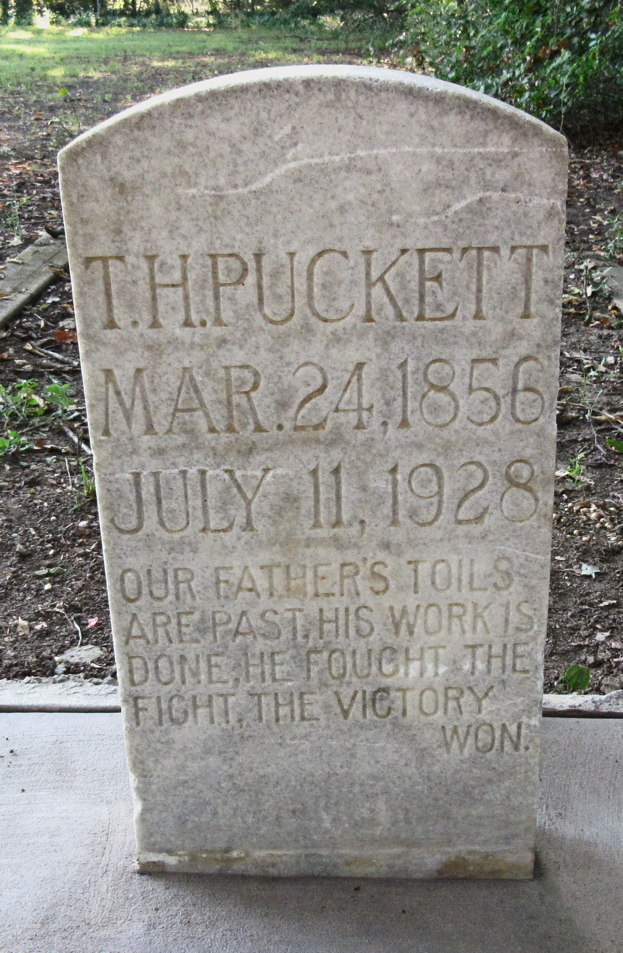 T.H.PUCKETT
MAR.24,1856
JULY 11,1928
OUR FATHER'S TOILS
ARE PAST, HIS WORK IS
DONE, HE FOUGHT THE
FIGHT, THE VICTORY
WON.